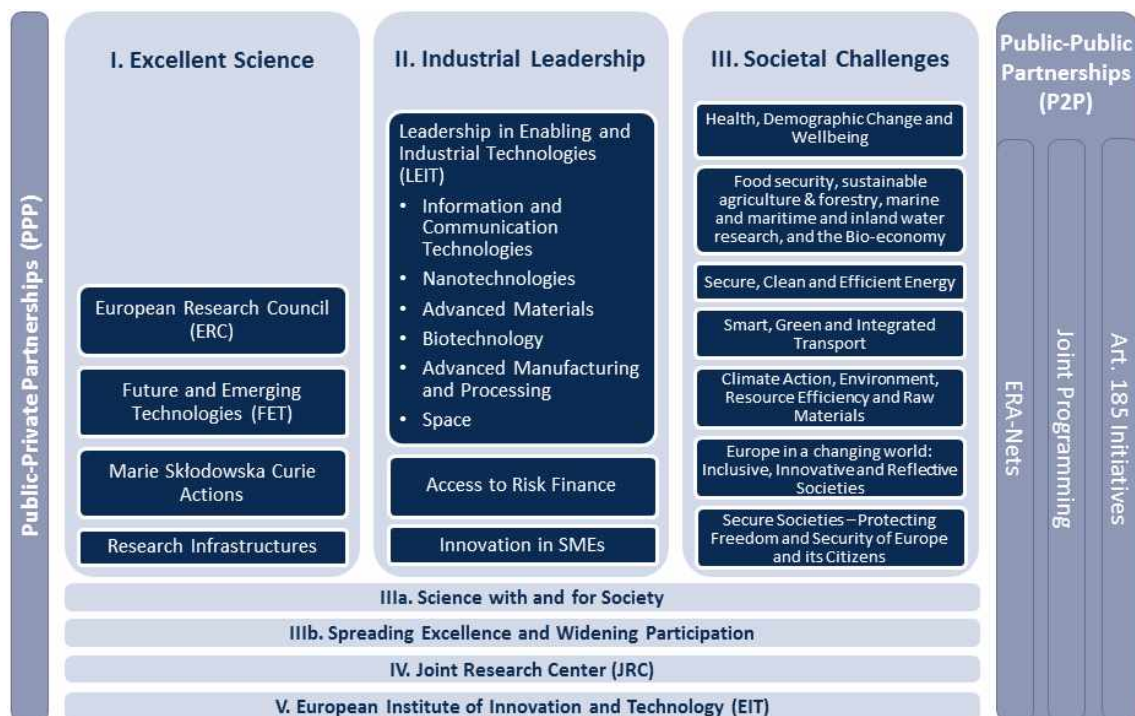 Public-Private Partnerships (PPP)
I. Excellent Science
European Research Council
(ERC)
Future and Emerging
Technologies (FET)
Marie Skłodowska Curie
Actions
Research Infrastructures
II. Industrial Leadership
Leadership in Enabling and
Industrial Technologies
(LEIT)
• Information and
Communication
Technologies
• Nanotechnologies
• Advanced Materials
• Biotechnology
• Advanced Manufacturing
and Processing
• Space
Access to Risk Finance
Innovation in SMEs
III. Societal Challenges
Health, Demographic Change and
Wellbeing
Food security, sustainable
agriculture & forestry, marine
and maritime and inland water
research, and the Bio-economy
Secure, Clean and Efficient Energy
Smart, Green and Integrated
Transport
Climate Action, Environment,
Resource Efficiency and Raw
Materials
Europe in a changing world:
Inclusive, Innovative and Reflective
Societies
Secure Societies – Protecting
Freedom and Security of Europe
and its Citizens
IIIa. Science with and for Society
IIIb. Spreading Excellence and Widening Participation
IV. Joint Research Center (JRC)
V. European Institute of Innovation and Technology (EIT)
Public-Public
Partnerships
(P2P)
ERA-Nets
Joint Programming
Art. 185 Initiatives